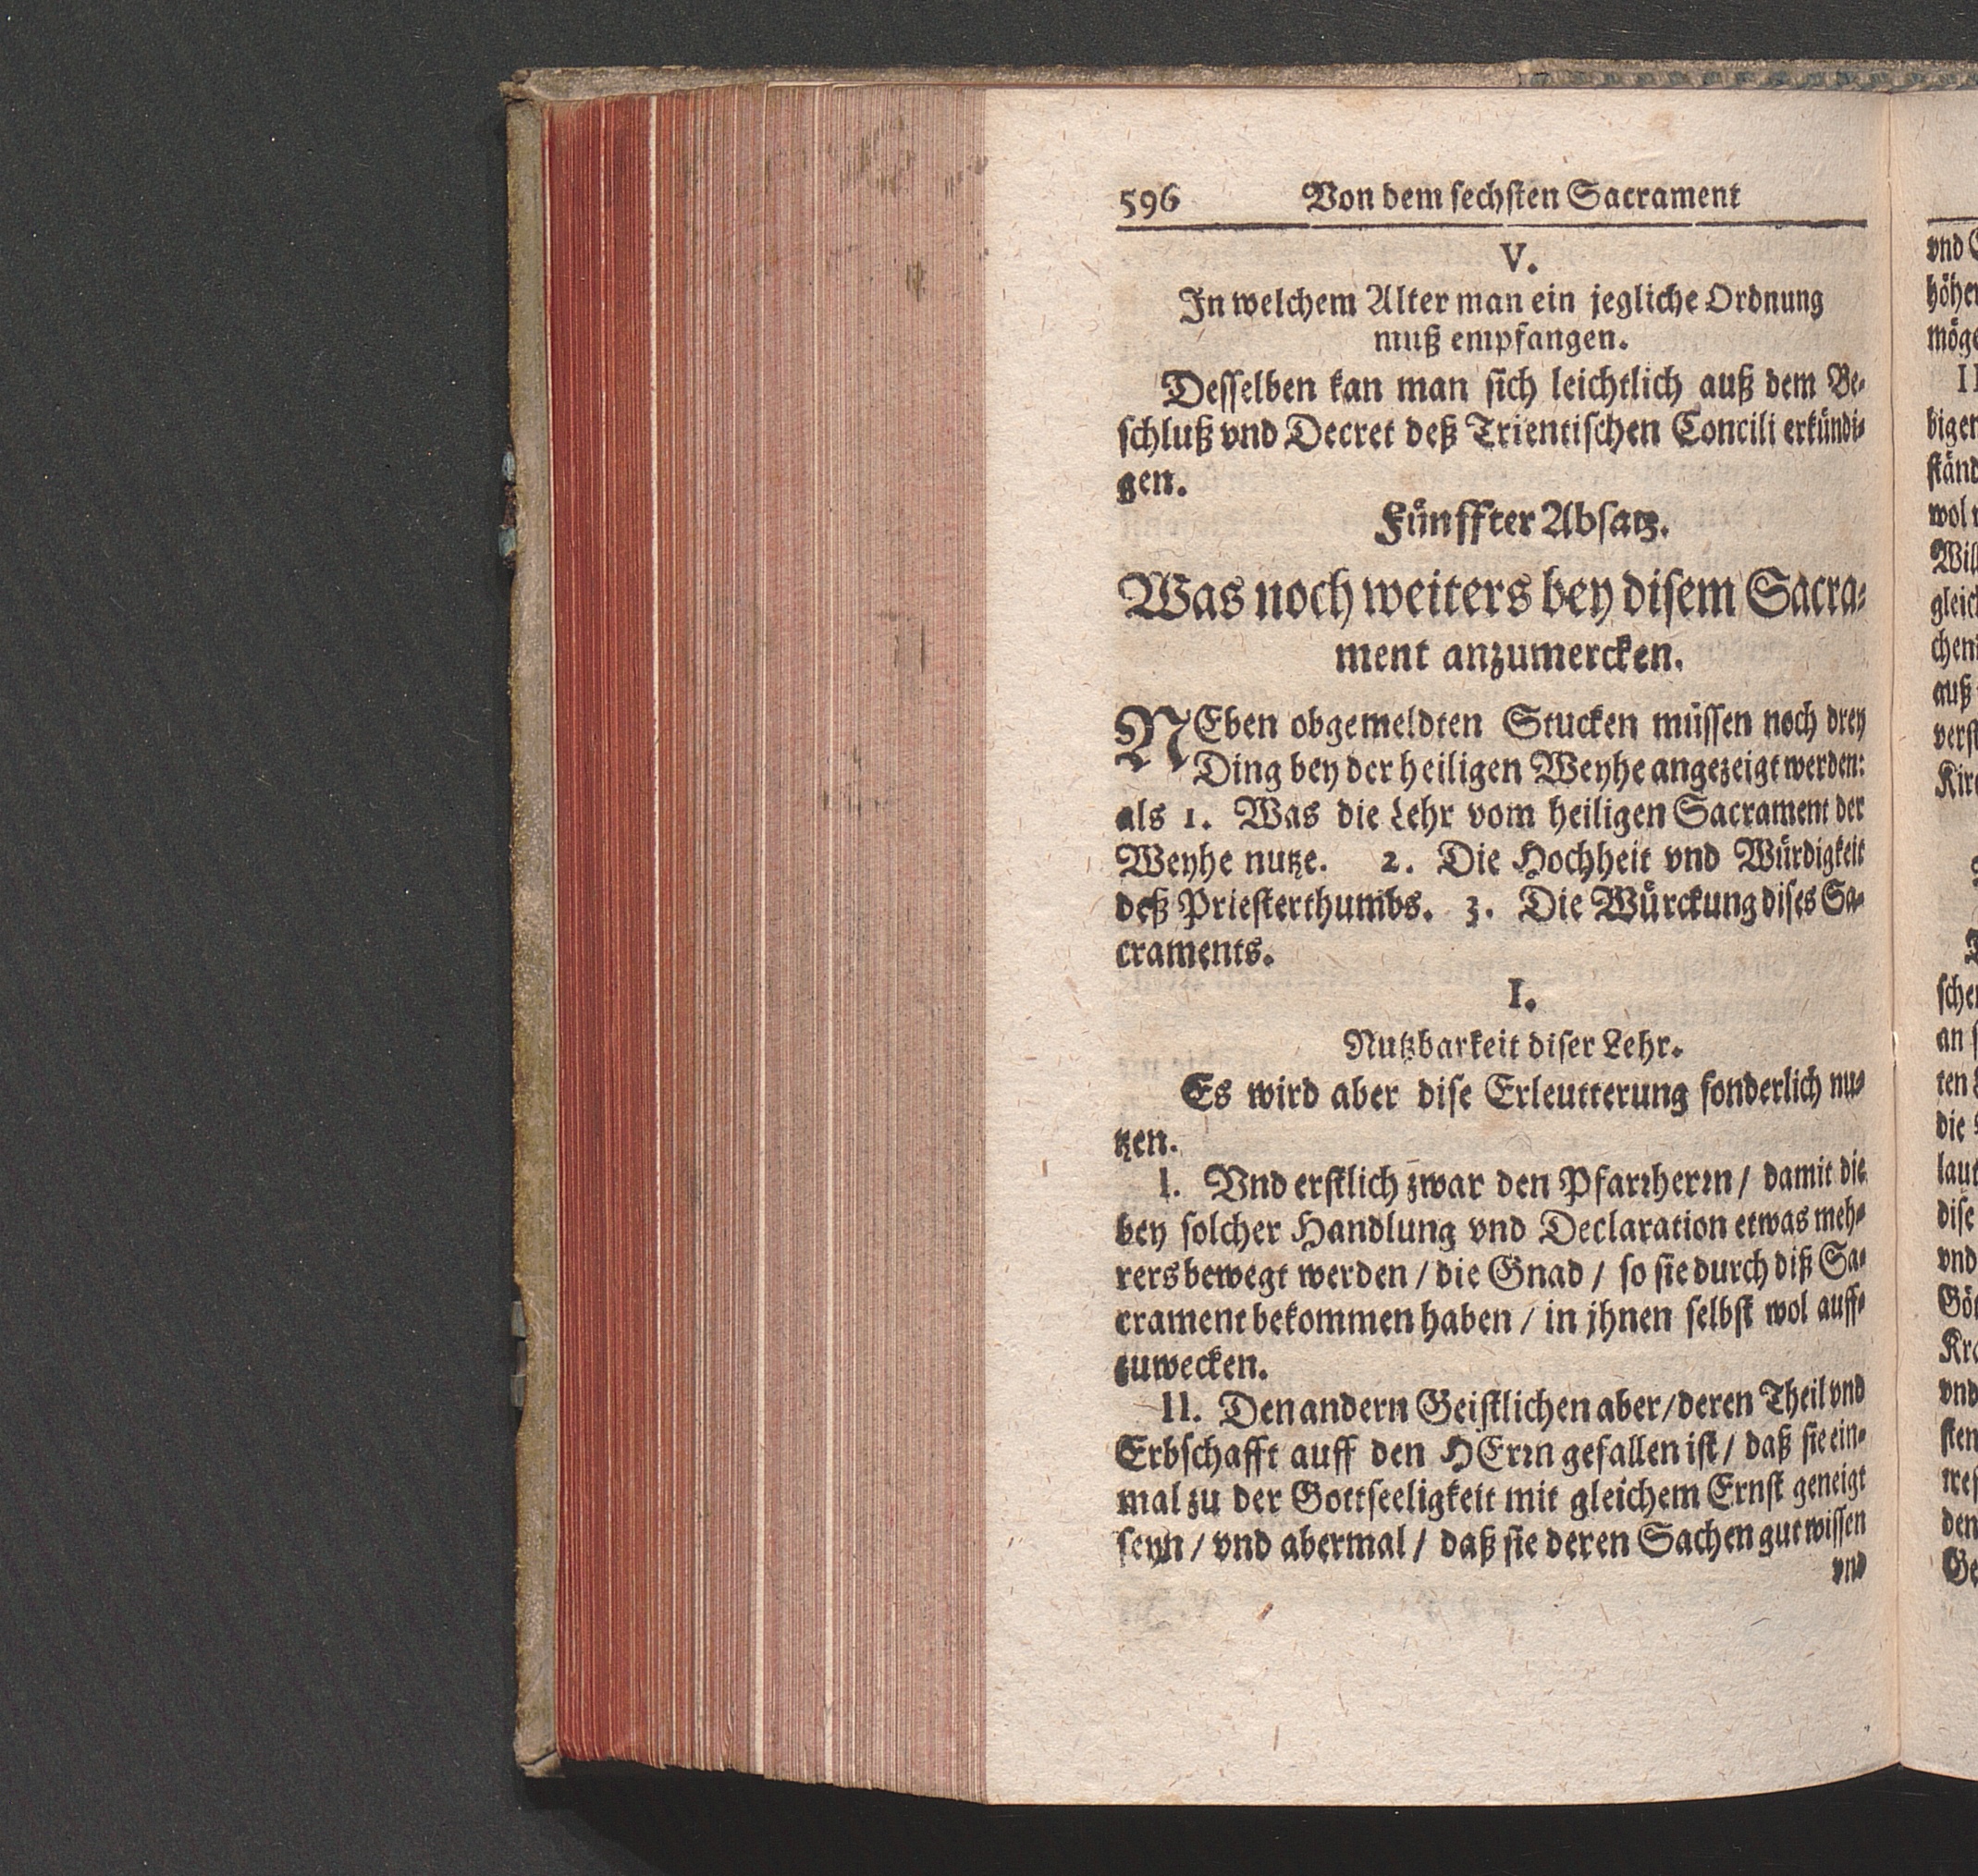 596 Von dem sechsten Sacrament
V.
In welchem Alter man ein jegliche Ordnung
muß empfangen.
Desselben kan man sich leichtlich auß dem Be-
schluß vnd Decret deß Trientischen Concili erkündi-
gen.
Fünffter Absatz.
Was noch weiters bey disem Sacra-
ment anzumercken.
NEben obgemeldten Stucken müssen noch drey
Ding bey der heiligen Weyhe angezeigt werden:
als 1. Was die Lehr vom heiligen Sacrament der
Weyhe nutze. 2. Die Hochheit vnd Würdigkeit
deß Priesterthumbs. 3. Die Würckung dises Sa-
craments.
I.
Nutzbarkeit diser Lehr.
Es wird aber dise Erleutterung sonderlich nu-
tzen.
I. Vnd erstlich zwar den Pfarrherrn / damit die
bey solcher Handlung vnd Declaration etwas meh-
rers bewegt werden / die Gnad / so sie durch diß Sa-
crament bekommen haben / in jhnen selbst wol auff-
zuwecken.
II. Den andern Geistlichen aber / deren Theil vnd
Erbschafft auff den HErrn gefallen ist / daß sie ein-
mal zu der Gottseeligkeit mit gleichem Ernst geneigt
seyn / vnd abermal / daß sie deren Sachen gut wissen
vnd